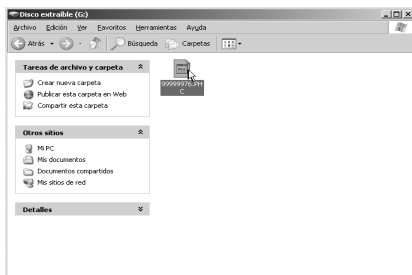 Disco extraíble (G:)
Archivo Edición Ver Favoritos Herramientas Ayuda
Atrás Búsqueda Carpetas
Tareas de archivo y carpeta
Crear nueva carpeta
Publicar esta carpeta en Web
Compartir esta carpeta
99999976.PH
C
Otros sitios
Mi PC
Mis documentos
Documentos compartidos
Mis sitios de red
Detalles